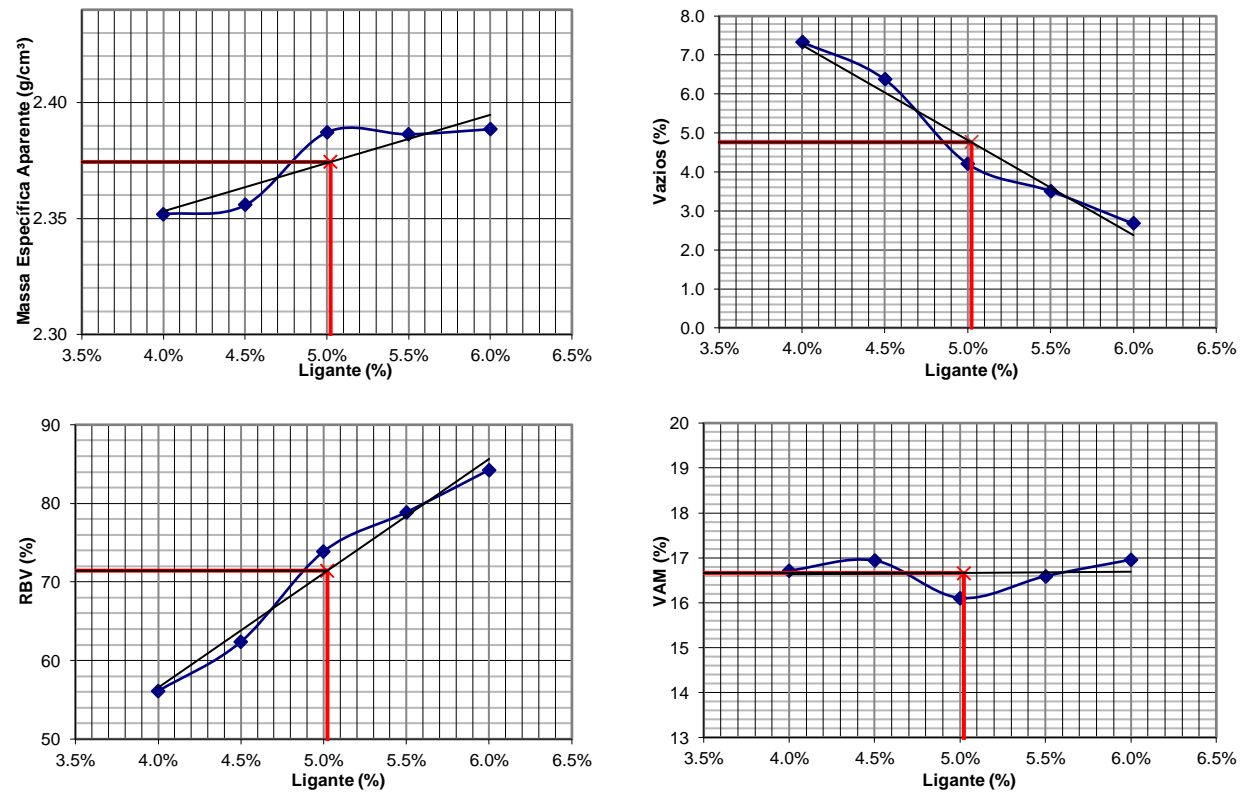 Massa Específica Aparente (g/cm³)
2.40
2.35
2.30
3.5% 4.0% 4.5% 5.0% 5.5% 6.0% 6.5%
Ligante (%)
Vazios (%)
8.0
7.0
6.0
5.0
4.0
3.0
2.0
1.0
0.0
3.5% 4.0% 4.5% 5.0% 5.5% 6.0% 6.5%
Ligante (%)
RBV (%)
90
80
70
60
50
3.5% 4.0% 4.5% 5.0% 5.5% 6.0% 6.5%
Ligante (%)
VAM (%)
20
19
18
17
16
15
14
13
3.5% 4.0% 4.5% 5.0% 5.5% 6.0% 6.5%
Ligante (%)